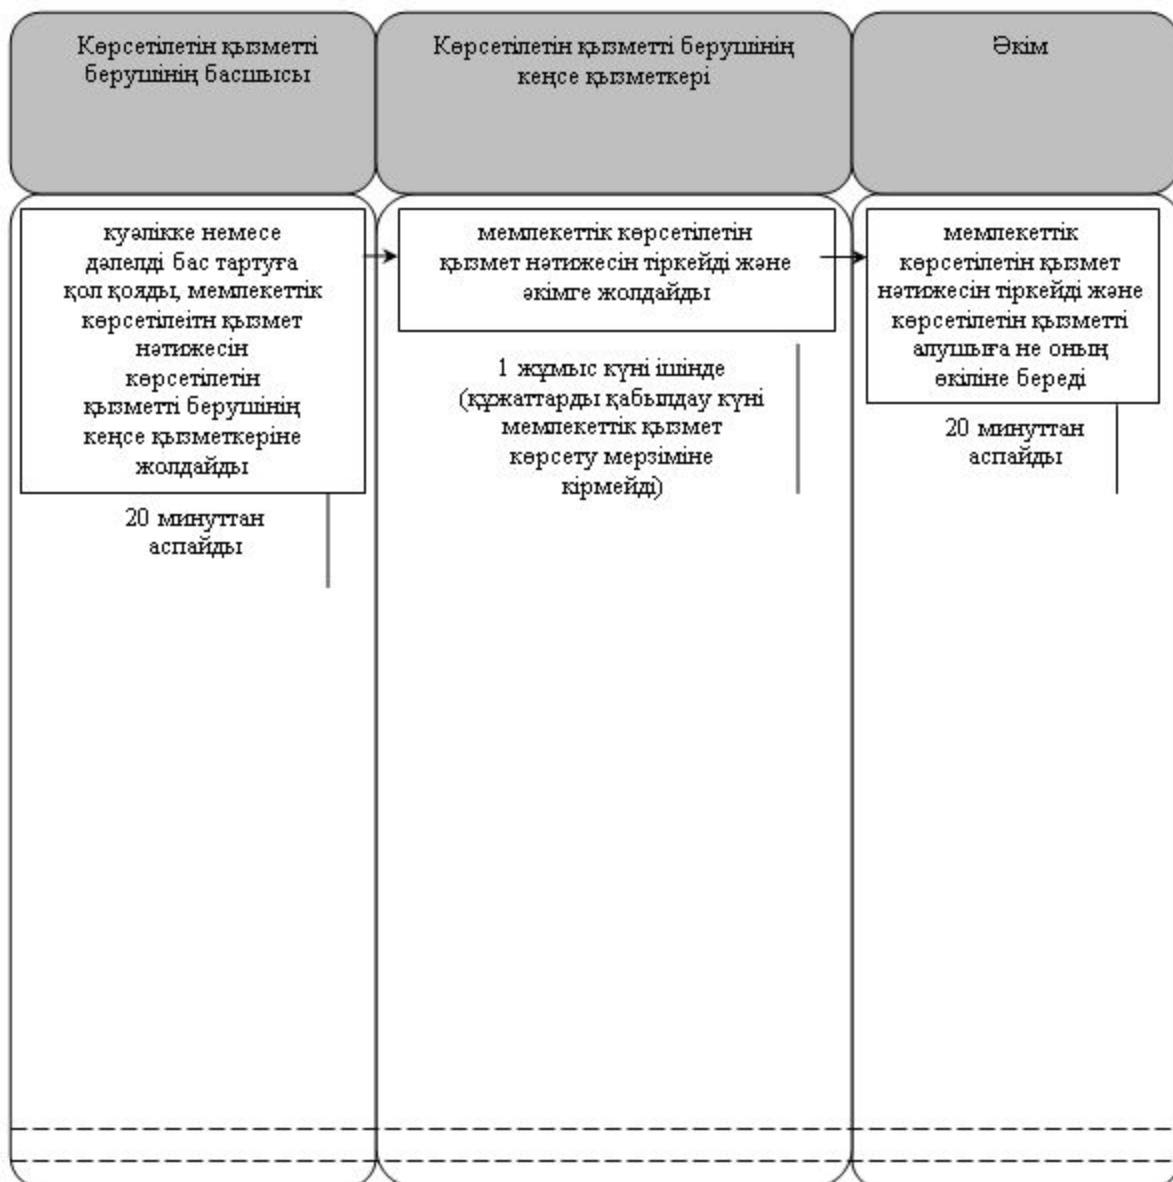 Көрсетілетін қызметті
берушінің басшысы
Көрсетілетін қызметті берушінің
кеңсе қызметкері
Әкім
куәлікке немесе
дәлелді бас тартуға
қол қояды, мемлекеттік
көрсетілеітн қызмет
нәтижесін
көрсетілетін
қызметті берушінің
кеңсе қызметкеріне
жолдайды
20 минуттан
аспайды
мемлекеттік көрсетілетін
қызмет нәтижесін тіркейді және
әкімге жолдайды
1 жұмыс күні ішінде
(құжаттарды қабылдау күні
мемлекеттік қызмет
көрсету мерзіміне
кірмейді)
мемлекеттік
көрсетілетін қызмет
нәтижесін тіркейді және
көрсетілетін қызметті
алушыға не оның
өкіліне береді
20 минуттан
аспайды